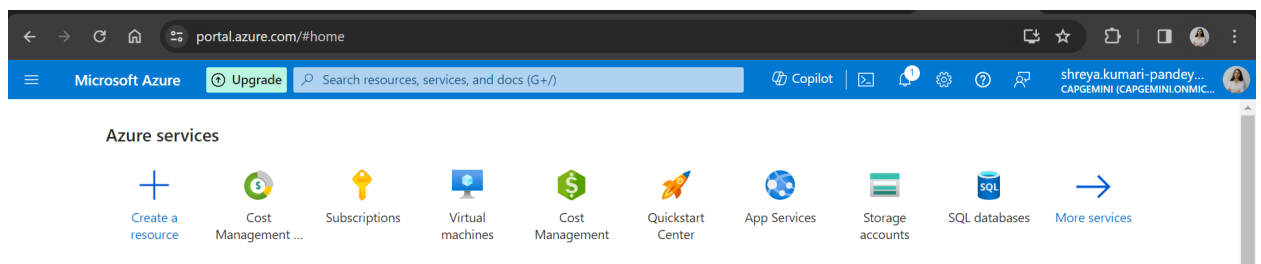 portal.azure.com/#home
Microsoft Azure
Upgrade
Search resources, services, and docs (G+/)
Copilot
1
shreya.kumari-pandey...
CAPGEMINI (CAPGEMINI.ONMIC...
Azure services
Create a
resource
Cost
Management ...
Subscriptions
Virtual
machines
Cost
Management
Quickstart
Center
App Services
Storage
accounts
SQL
SQL databases
More services